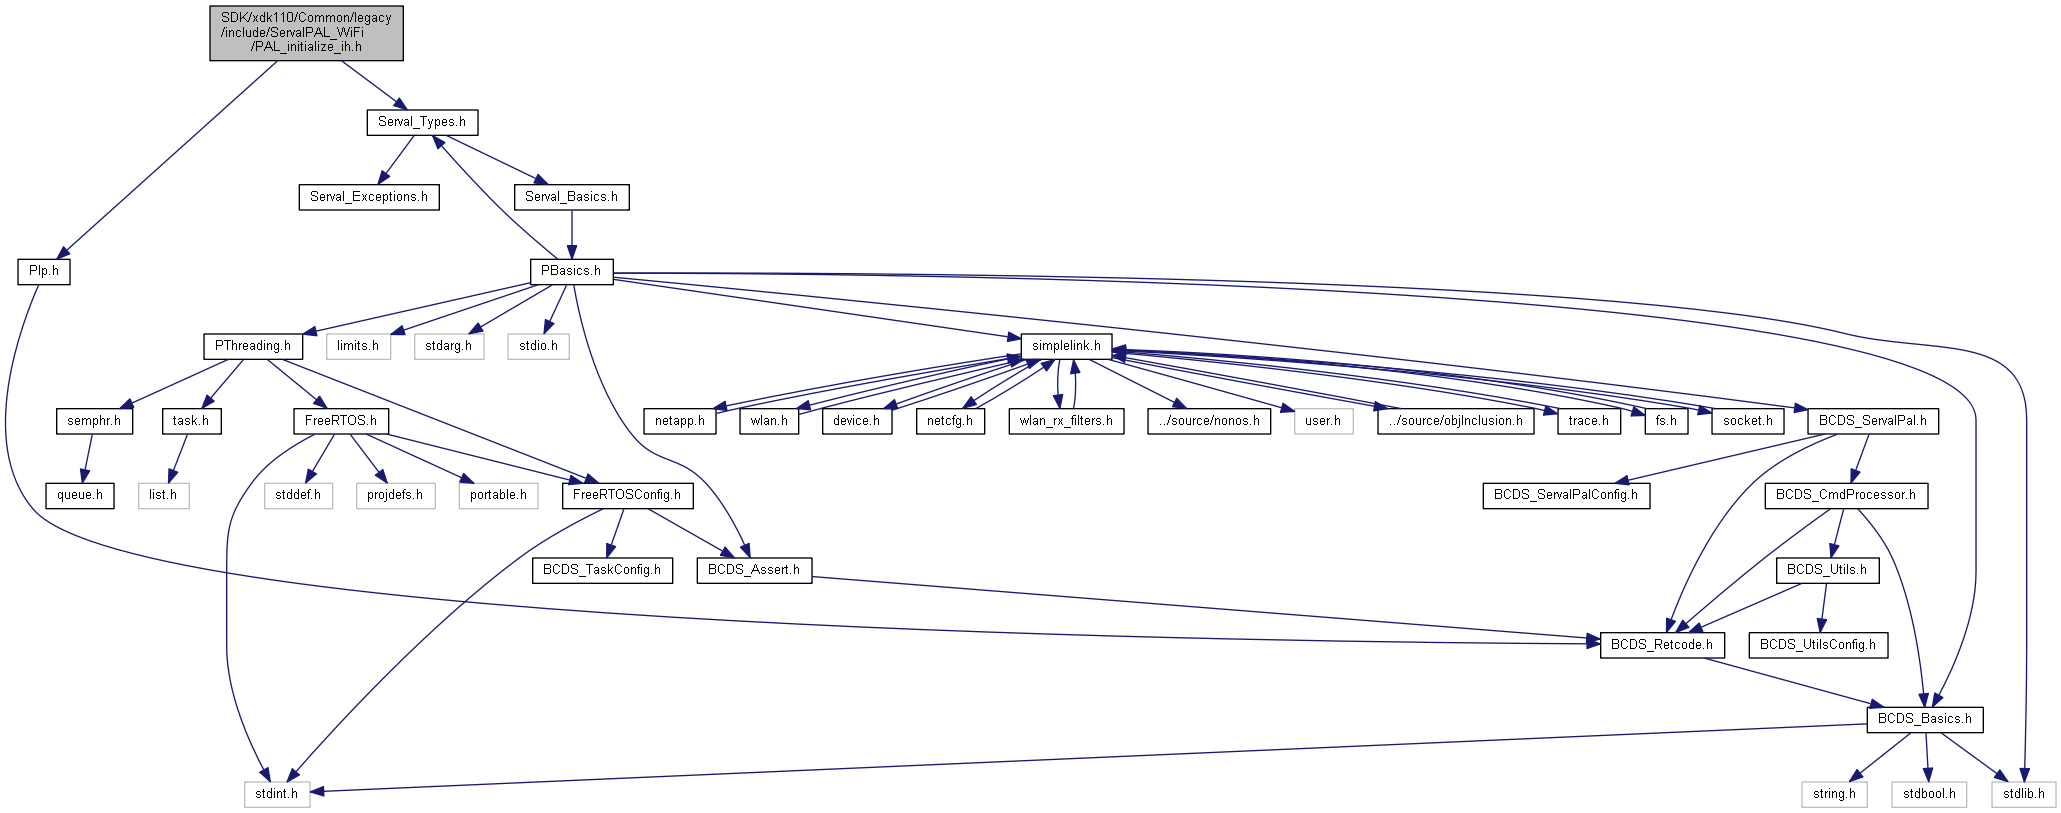 SDK/xdk110/Common/legacy
/include/ServalPAL_WiFi
/PAL_initialize_ih.h
Serval_Types.h
Serval_Exceptions.h
Serval_Basics.h
PIp.h
PBasics.h
PThreading.h
limits.h
stdarg.h
stdio.h
simplelink.h
semphr.h
task.h
FreeRTOS.h
netapp.h
wlan.h
device.h
netcfg.h
wlan_rx_filters.h
../source/nonos.h
user.h
../source/objInclusion.h
trace.h
fs.h
socket.h
BCDS_ServalPal.h
queue.h
list.h
stddef.h
projdefs.h
portable.h
FreeRTOSConfig.h
BCDS_ServalPalConfig.h
BCDS_CmdProcessor.h
BCDS_TaskConfig.h
BCDS_Assert.h
BCDS_Utils.h
BCDS_Retcode.h
BCDS_UtilsConfig.h
BCDS_Basics.h
stdint.h
string.h
stdbool.h
stdlib.h